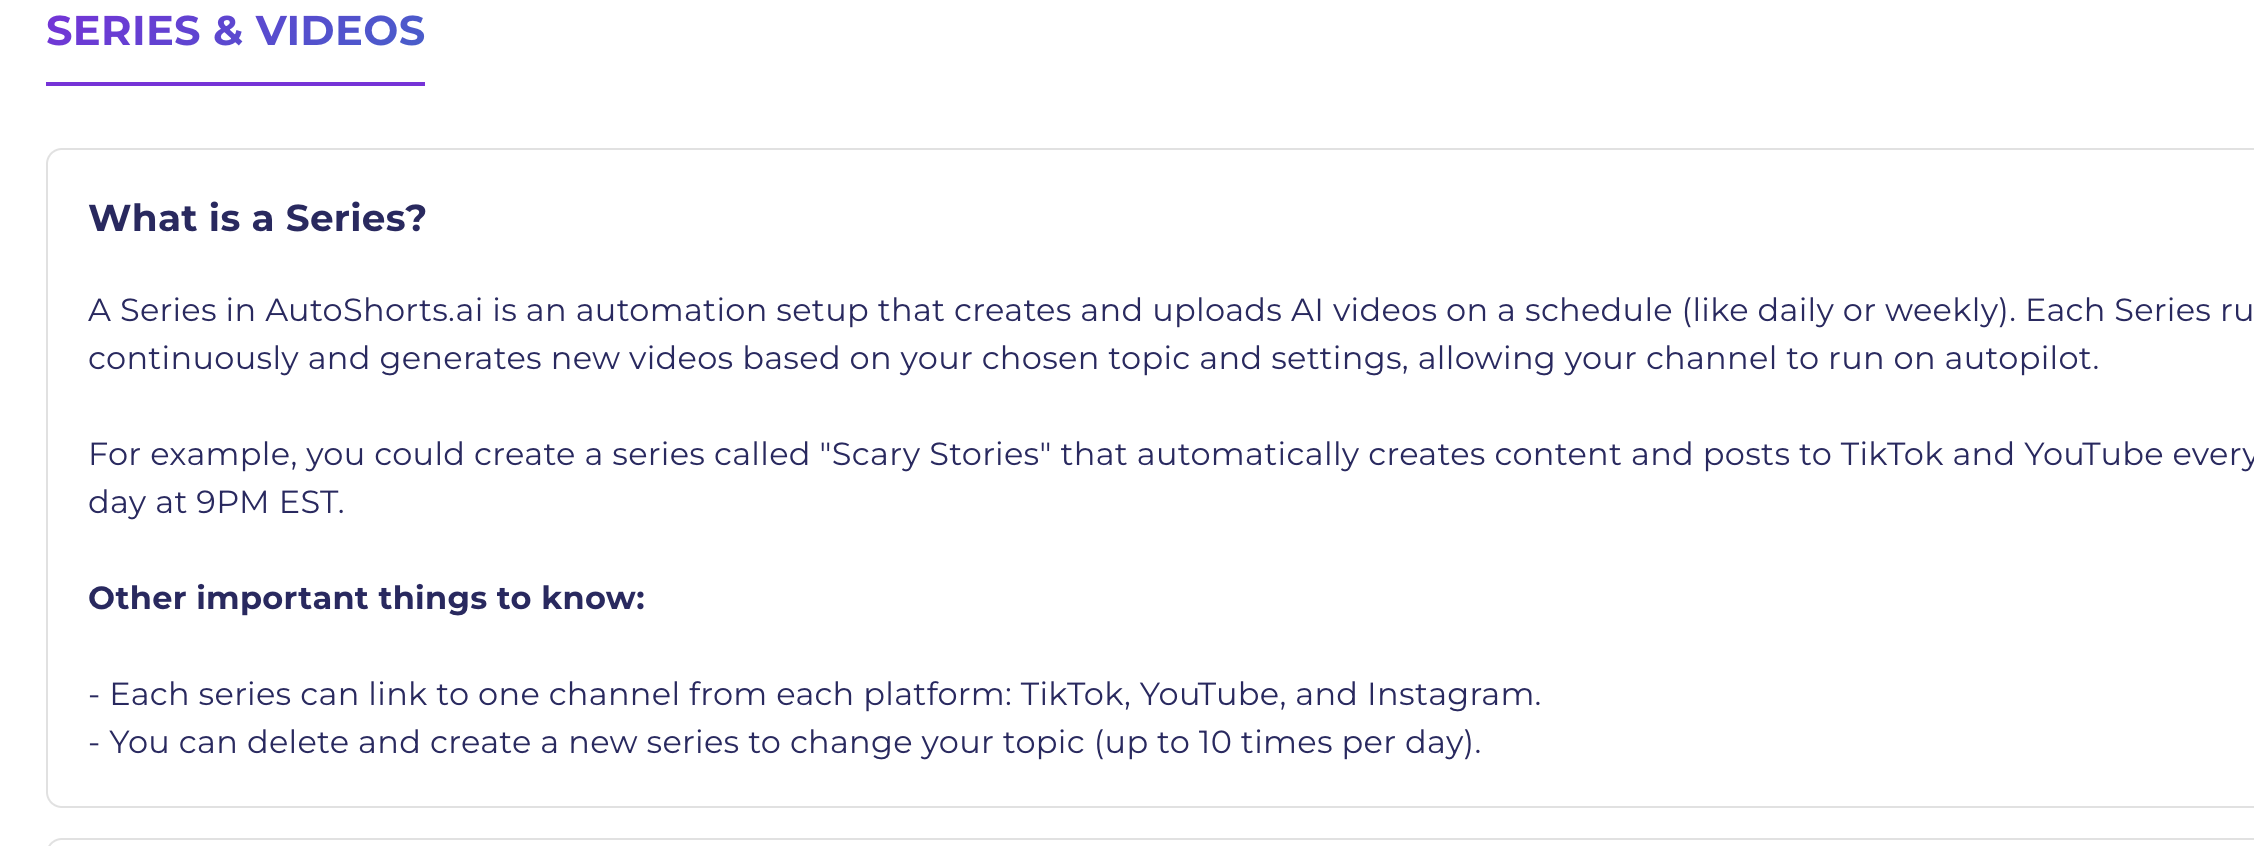 SERIES & VIDEOS
What is a Series?
A Series in AutoShorts.ai is an automation setup that creates and uploads AI videos on a schedule (like daily or weekly). Each Series
continuously and generates new videos based on your chosen topic and settings, allowing your channel to run on autopilot.
For example, you could create a series called "Scary Stories" that automatically creates content and posts to TikTok and YouTube every
day at 9PM EST.
Other important things to know:
- Each series can link to one channel from each platform: TikTok, YouTube, and Instagram.
- You can delete and create a new series to change your topic (up to 10 times per day).